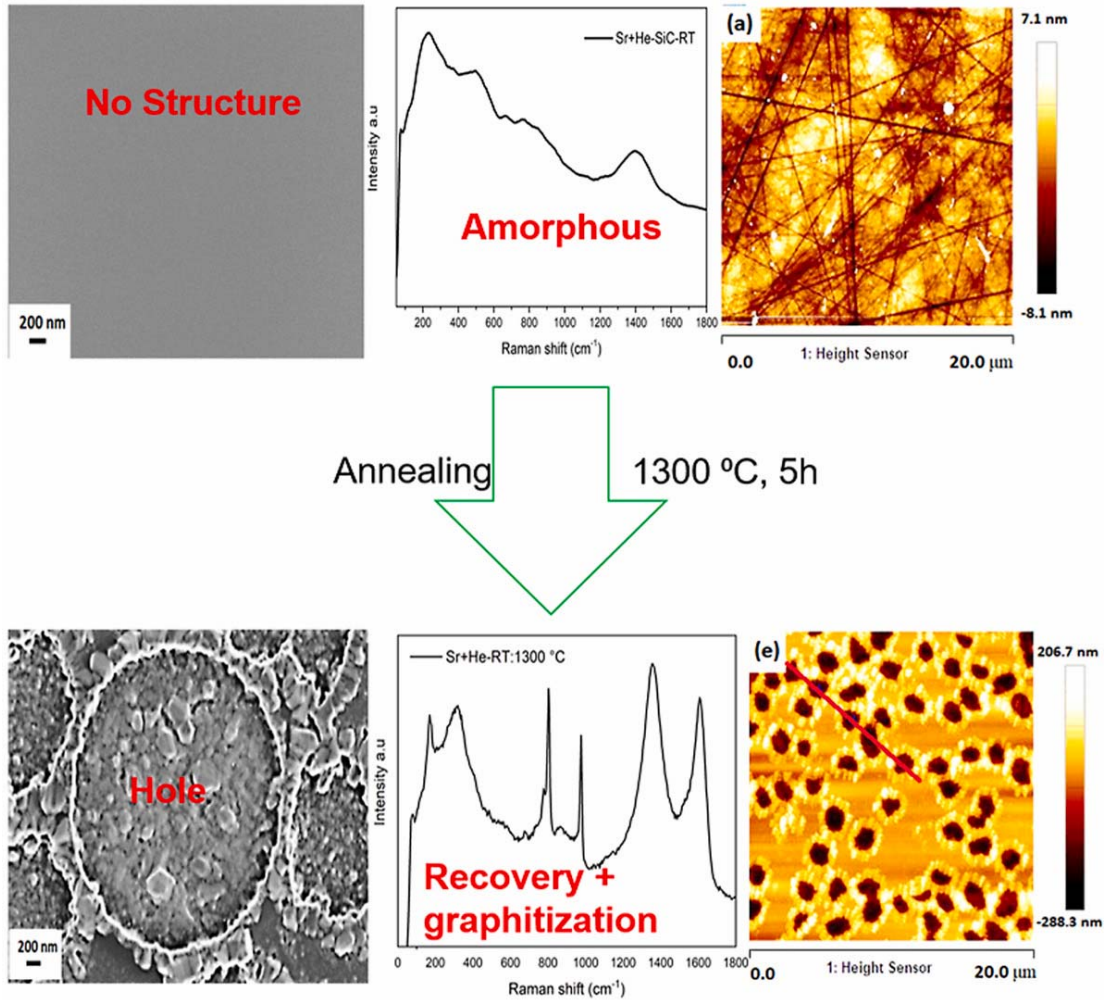 No Structure
200 nm
Intensity a.u
Sr+He-SiC-RT
Amorphous
200 400 600 800 1000 1200 1400 1600 1800
Raman shift (cm⁻¹)
(a)
7.1 nm
-8.1 nm
0.0
1: Height Sensor
20.0 µm
Annealing
1300 ºC, 5h
Hole
200 nm
Intensity a.u
Sr+He-RT:1300 °C
Recovery +
graphitization
0 200 400 600 800 1000 1200 1400 1600 1800
Raman shift (cm⁻¹)
(e)
206.7 nm
-288.3 nm
0.0
1: Height Sensor
20.0 µm